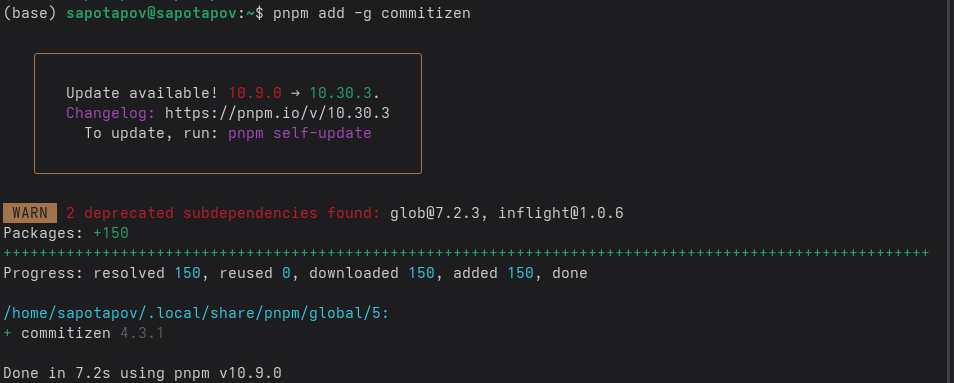 (base) sapotapov@sapotapov:~$ pnpm add -g commitizen
Update available! 10.9.0 → 10.30.3.
Changelog: https://pnpm.io/v/10.30.3
To update, run: pnpm self-update
WARN 2 deprecated subdependencies found: glob@7.2.3, inflight@1.0.6
Packages: +150
+++++++++++++++++++++++++++++++++++++++++++++++++++++++++++++++++++++++++++++++++++++++++++++++++++++++
Progress: resolved 150, reused 0, downloaded 150, added 150, done
/home/sapotapov/.local/share/pnpm/global/5:
+ commitizen 4.3.1
Done in 7.2s using pnpm v10.9.0